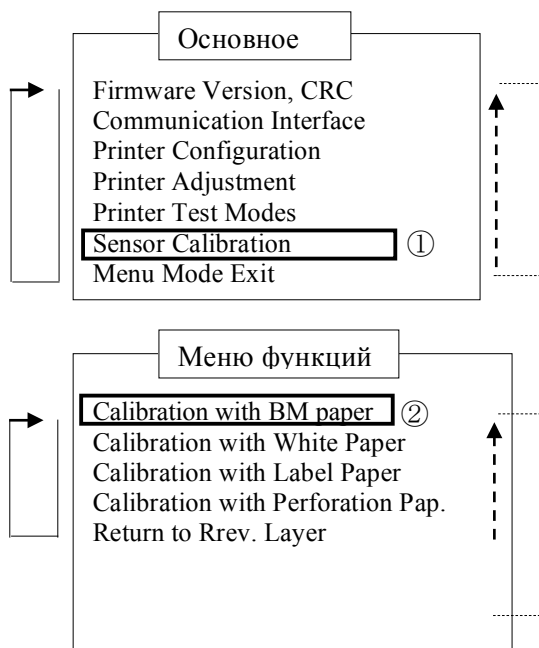 Основное
Firmware Version, CRC
Communication Interface
Printer Configuration
Printer Adjustment
Printer Test Modes
Sensor Calibration ①
Menu Mode Exit
Меню функций
Calibration with BM paper ②
Calibration with White Paper
Calibration with Label Paper
Calibration with Perforation Pap.
Return to Rrev. Layer